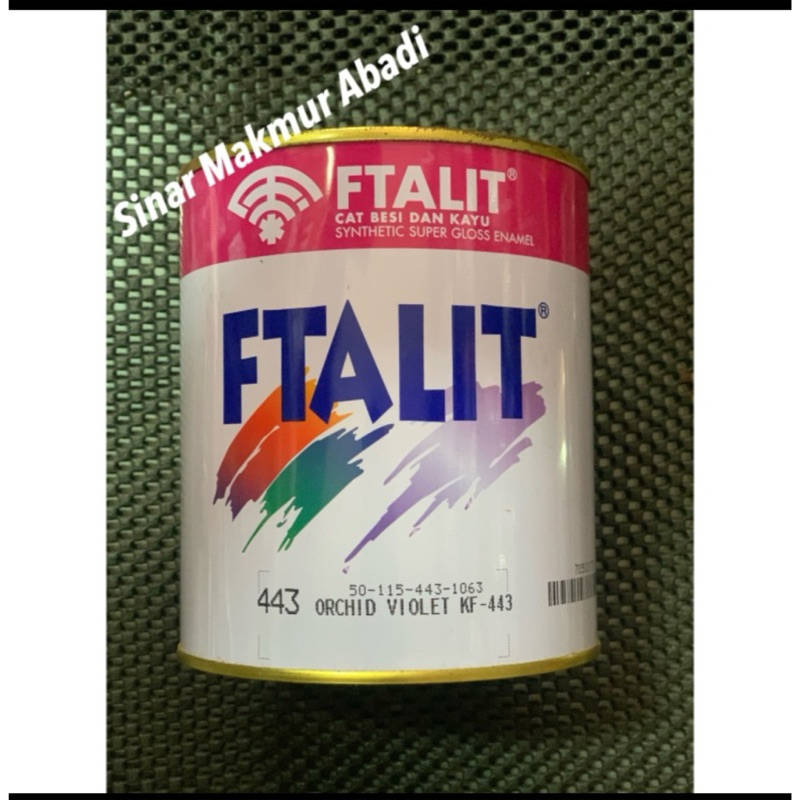 Sinar Makmur Abadi
FTALIT®
CAT BESI DAN KAYU
SYNTHETIC SUPER GLOSS ENAMEL
FTALIT®
50-115-443-1063
443 ORCHID VIOLET KF-443